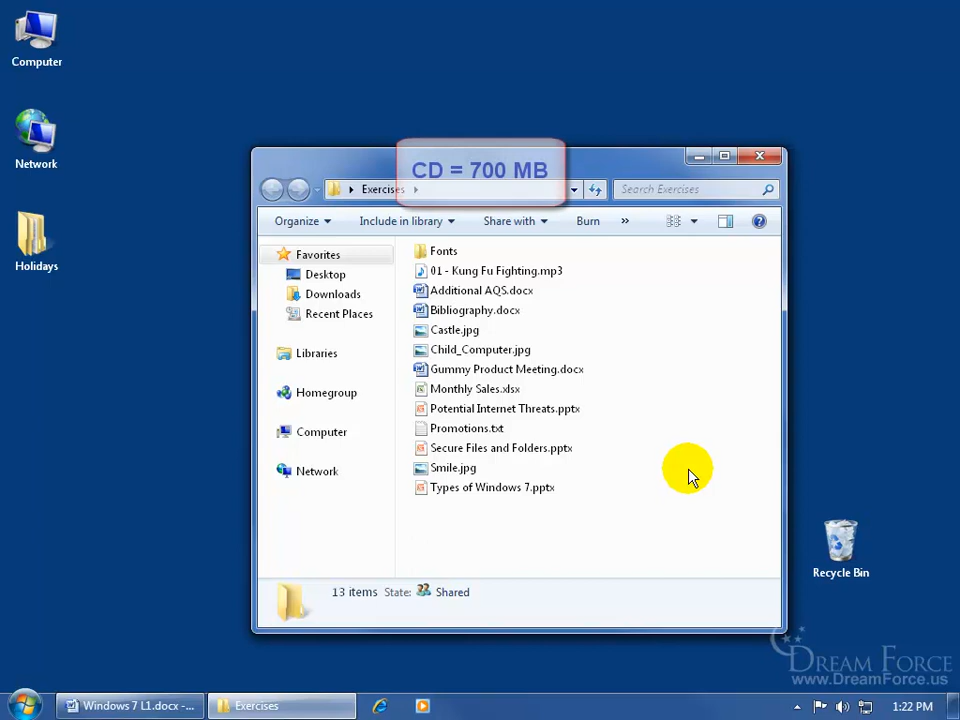 Computer
Network
Holidays
CD = 700 MB
Exercises
Search Exercises
Organize
Include in library
Share with
Burn
»
Favorites
Desktop
Downloads
Recent Places
Libraries
Homegroup
Computer
Network
Fonts
01 - Kung Fu Fighting.mp3
Additional AQS.docx
Bibliography.docx
Castle.jpg
Child_Computer.jpg
Gummy Product Meeting.docx
Monthly Sales.xlsx
Potential Internet Threats.pptx
Promotions.txt
Secure Files and Folders.pptx
Smile.jpg
Types of Windows 7.pptx
13 items State: Shared
Recycle Bin
DREAM FORCE
www.DreamForce.us
Windows 7 L1.docx -...
Exercises
1:22 PM